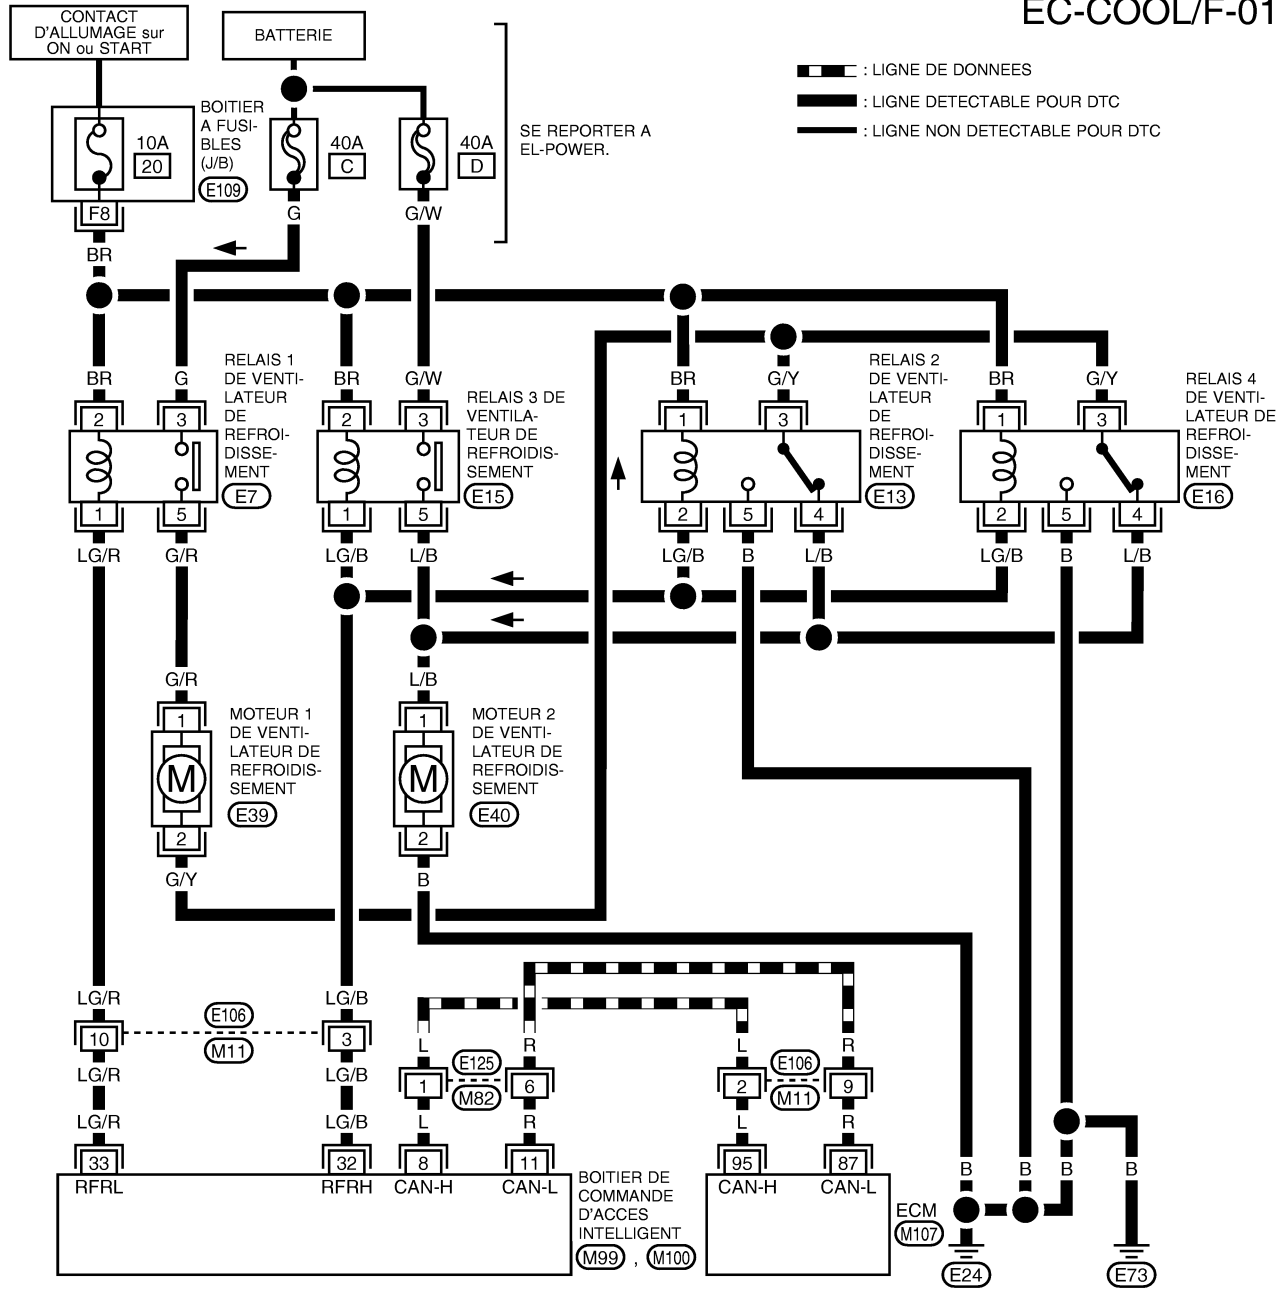 EC-COOL/F-01
CONTACT
D'ALLUMAGE sur
ON ou START
BATTERIE
: LIGNE DE DONNEES
: LIGNE DETECTABLE POUR DTC
: LIGNE NON DETECTABLE POUR DTC
10A
20
BOITIER
A FUSI-
BLES
(J/B)
E109
40A
C
40A
D
SE REPORTER A
EL-POWER.
F8
G
G/W
BR
BR
G
BR
G/W
BR
G/Y
BR
G/Y
RELAIS 1
DE VENTI-
LATEUR
DE
REFROI-
DISSE-
MENT
E7
RELAIS 3 DE
VENTILA-
TEUR DE
REFROIDIS-
SEMENT
E15
RELAIS 2
DE VENTI-
LATEUR
DE
REFROI-
DISSE-
MENT
E13
RELAIS 4
DE VENTI-
LATEUR DE
REFROI-
DISSE-
MENT
E16
2
3
2
3
1
3
1
3
1
5
1
5
2
5
4
2
5
4
LG/R
G/R
LG/B
L/B
LG/B
B
L/B
LG/B
B
L/B
G/R
L/B
1
M
2
MOTEUR 1
DE VENTI-
LATEUR DE
REFROIDIS-
SEMENT
E39
1
M
2
MOTEUR 2
DE VENTI-
LATEUR DE
REFROIDIS-
SEMENT
E40
G/Y
B
LG/R
E106
LG/B
10
M11
3
LG/R
LG/B
LG/R
LG/B
L
R
L
R
1
E125
M82
6
2
E106
M11
9
L
R
L
R
33
32
8
11
95
87
RFRL
RFRH
CAN-H
CAN-L
CAN-H
CAN-L
BOITIER DE
COMMANDE
D'ACCES
INTELLIGENT
M99 , M100
ECM
M107
B
B
B
B
E24
E73